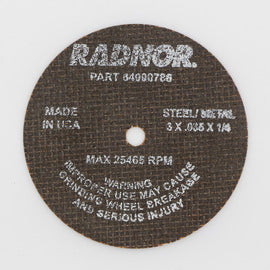 RADNOR.
PART 64990786
MADE
IN USA
STEEL/METAL
3 X .035 X 1/4
MAX 25465 RPM
WARNING
IMPROPER USE MAY CAUSE
GRINDING WHEEL BREAKAGE
AND SERIOUS INJURY